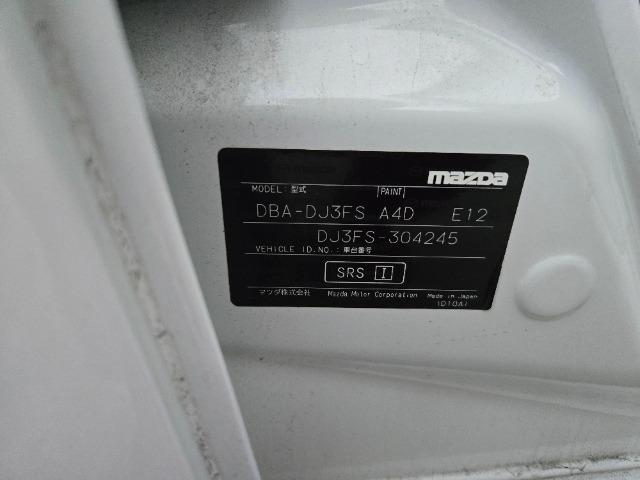 mazda
MODEL: 型式 PAINT
DBA-DJ3FS A4D E12
DJ3FS-304245
VEHICLE ID.NO.: 車台番号
SRS I
マツダ株式会社 Mazda Motor Corporation Made in Japan